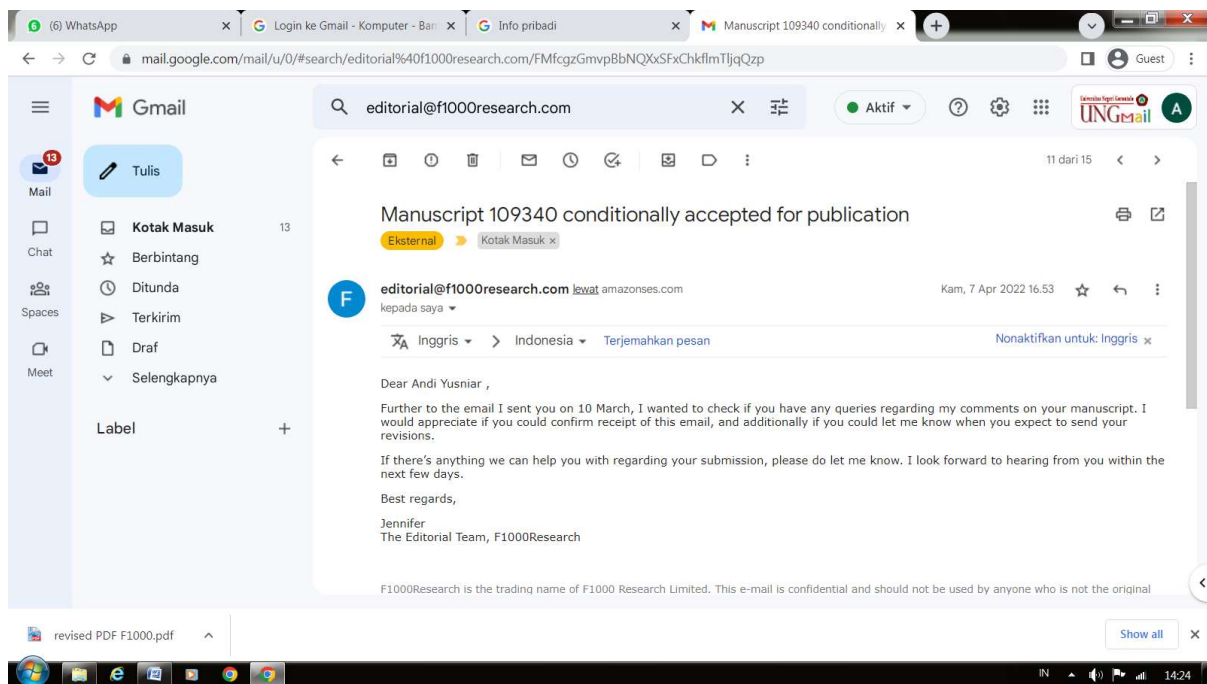 (6) WhatsApp
Login ke Gmail - Komputer - Ban
Info pribadi
Manuscript 109340 conditionally
mail.google.com/mail/u/0/#search/editorial%40f1000research.com/FMfcgzGmvpBbNQXxSFxChkflmTljqQzp
Guest
Gmail
editorial@f1000research.com
Aktif
Universitas Negeri Gorontalo
UNGMail
A
13
Mail
Chat
Spaces
Meet
Tulis
Kotak Masuk 13
Berbintang
Ditunda
Terkirim
Draf
Selengkapnya
Label
11 dari 15
Manuscript 109340 conditionally accepted for publication
Eksternal Kotak Masuk ×
F
editorial@f1000research.com lewat amazonses.com
Kam, 7 Apr 2022 16.53
kepada saya
Inggris > Indonesia Terjemahkan pesan
Nonaktifkan untuk: Inggris ×
Dear Andi Yusniar ,
Further to the email I sent you on 10 March, I wanted to check if you have any queries regarding my comments on your manuscript. I
would appreciate if you could confirm receipt of this email, and additionally if you could let me know when you expect to send your
revisions.
If there's anything we can help you with regarding your submission, please do let me know. I look forward to hearing from you within the
next few days.
Best regards,
Jennifer
The Editorial Team, F1000Research
F1000Research is the trading name of F1000 Research Limited. This e-mail is confidential and should not be used by anyone who is not the original
revised PDF F1000.pdf
Show all
IN
14:24